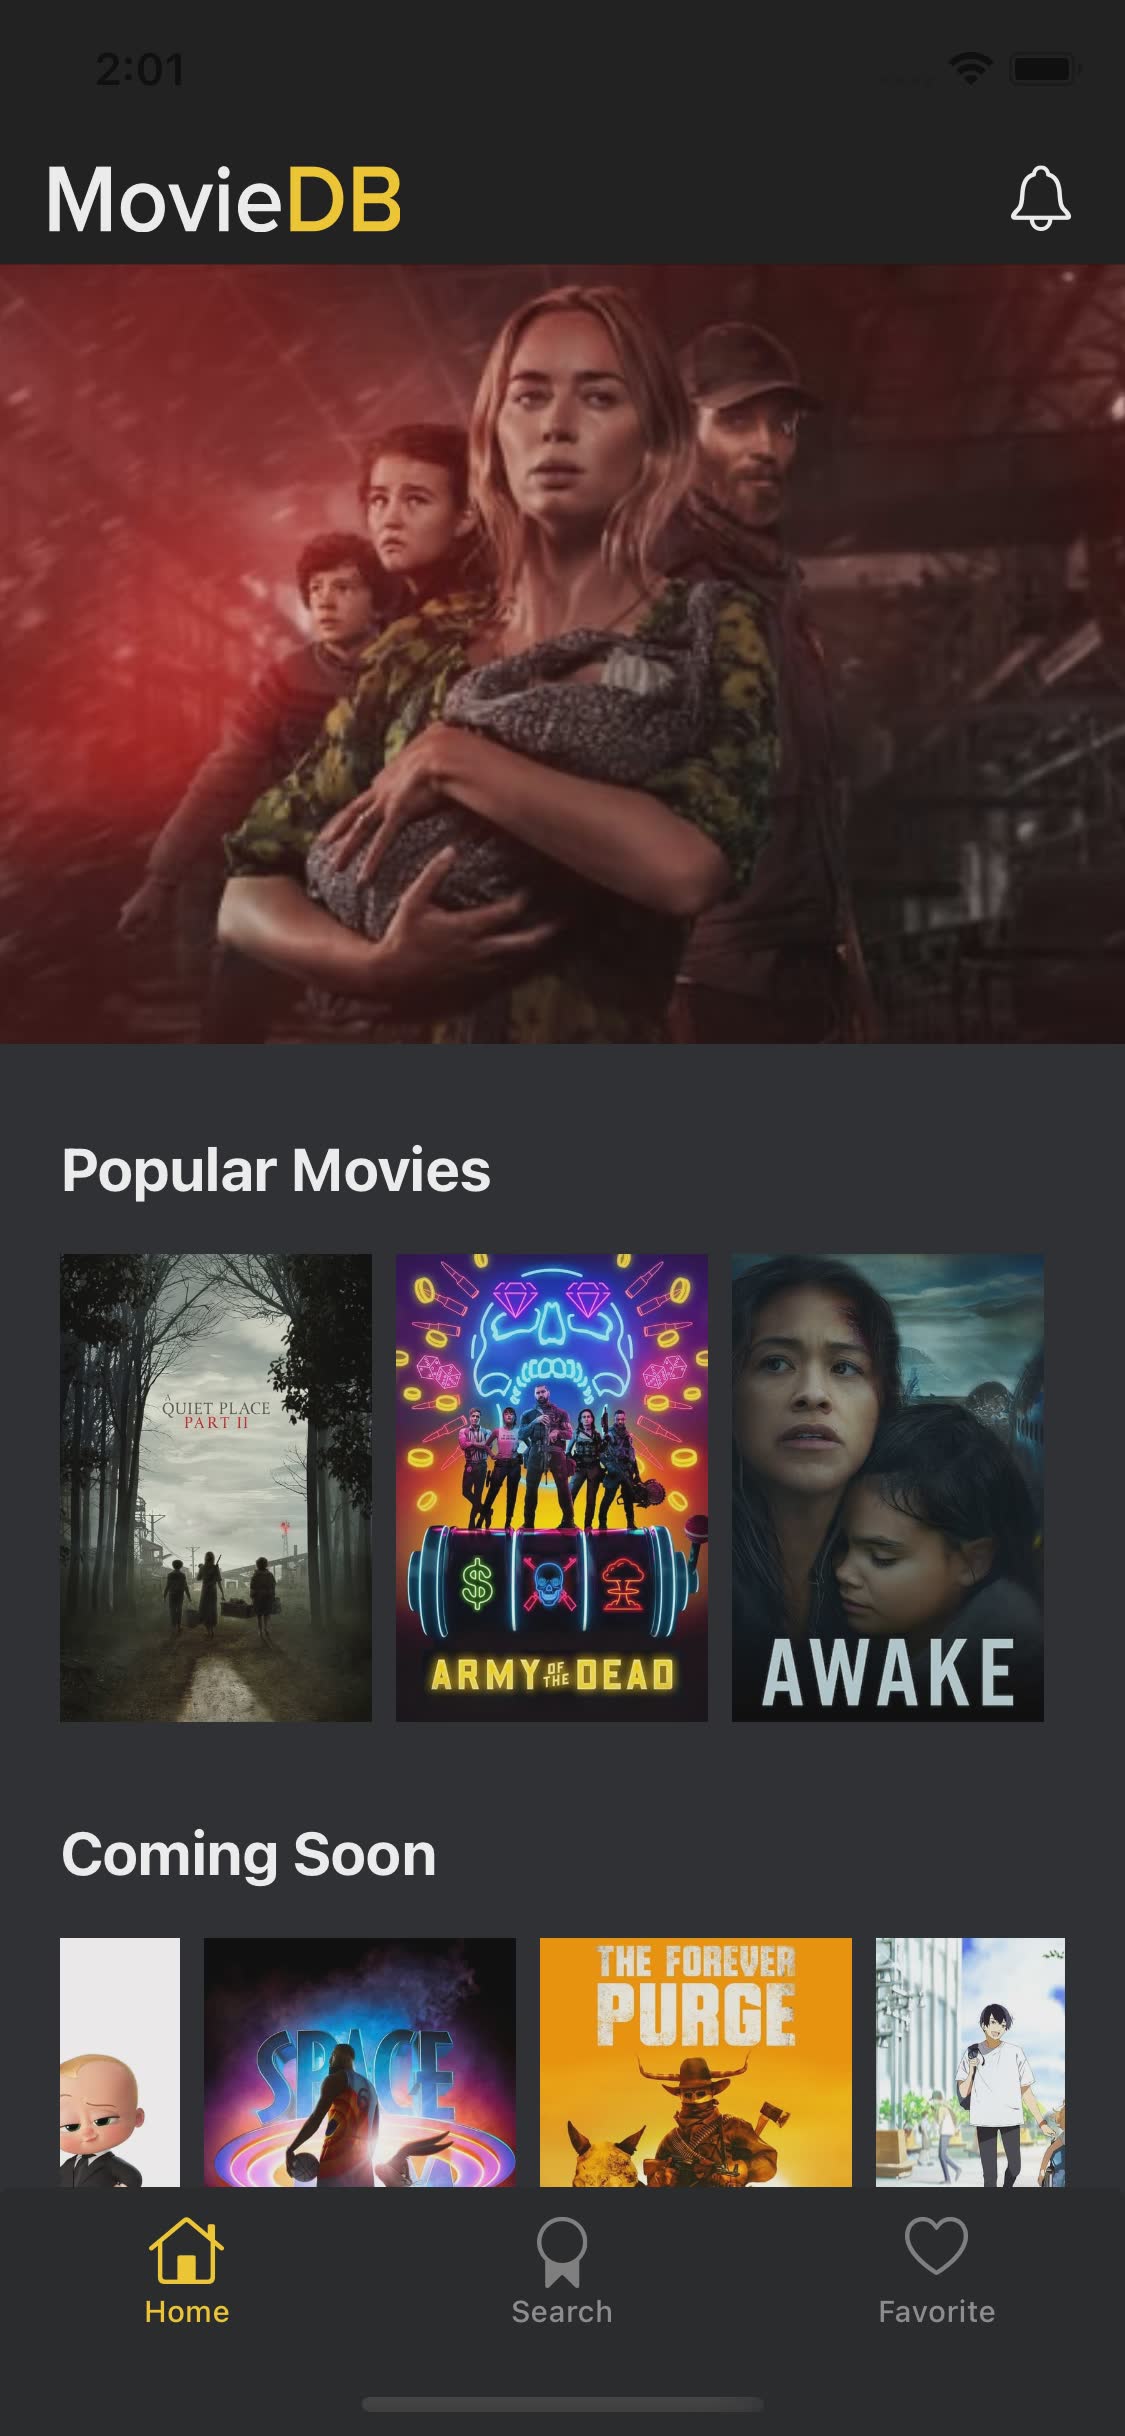 2:01
MovieDB
Popular Movies
A
QUIET PLACE
PART II
$
ARMY OF THE DEAD
AWAKE
Coming Soon
SPACE
6
THE FOREVER
PURGE
Home
Search
Favorite